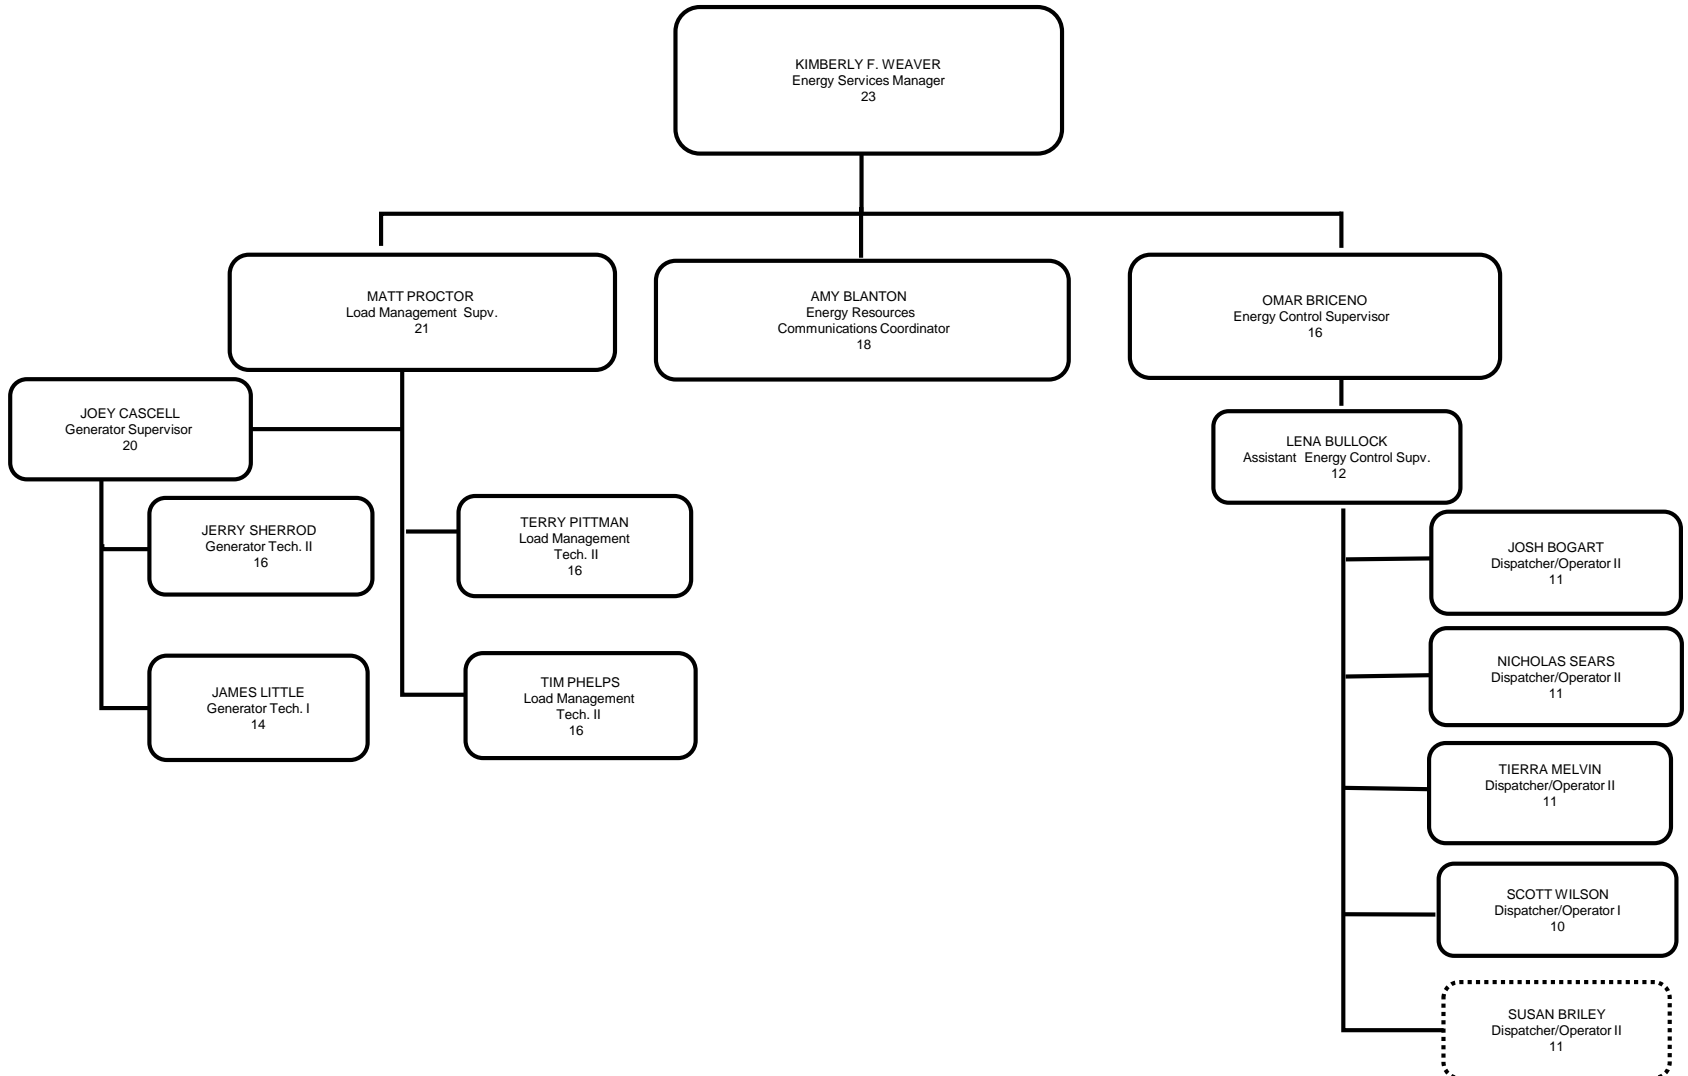 KIMBERLY F. WEAVER
Energy Services Manager
23
MATT PROCTOR
Load Management Supv.
21
AMY BLANTON
Energy Resources
Communications Coordinator
18
OMAR BRICENO
Energy Control Supervisor
16
JOEY CASCELL
Generator Supervisor
20
LENA BULLOCK
Assistant Energy Control Supv.
12
JERRY SHERROD
Generator Tech. II
16
TERRY PITTMAN
Load Management
Tech. II
16
JOSH BOGART
Dispatcher/Operator II
11
JAMES LITTLE
Generator Tech. I
14
TIM PHELPS
Load Management
Tech. II
16
NICHOLAS SEARS
Dispatcher/Operator II
11
TIERRA MELVIN
Dispatcher/Operator II
11
SCOTT WILSON
Dispatcher/Operator I
10
SUSAN BRILEY
Dispatcher/Operator II
11